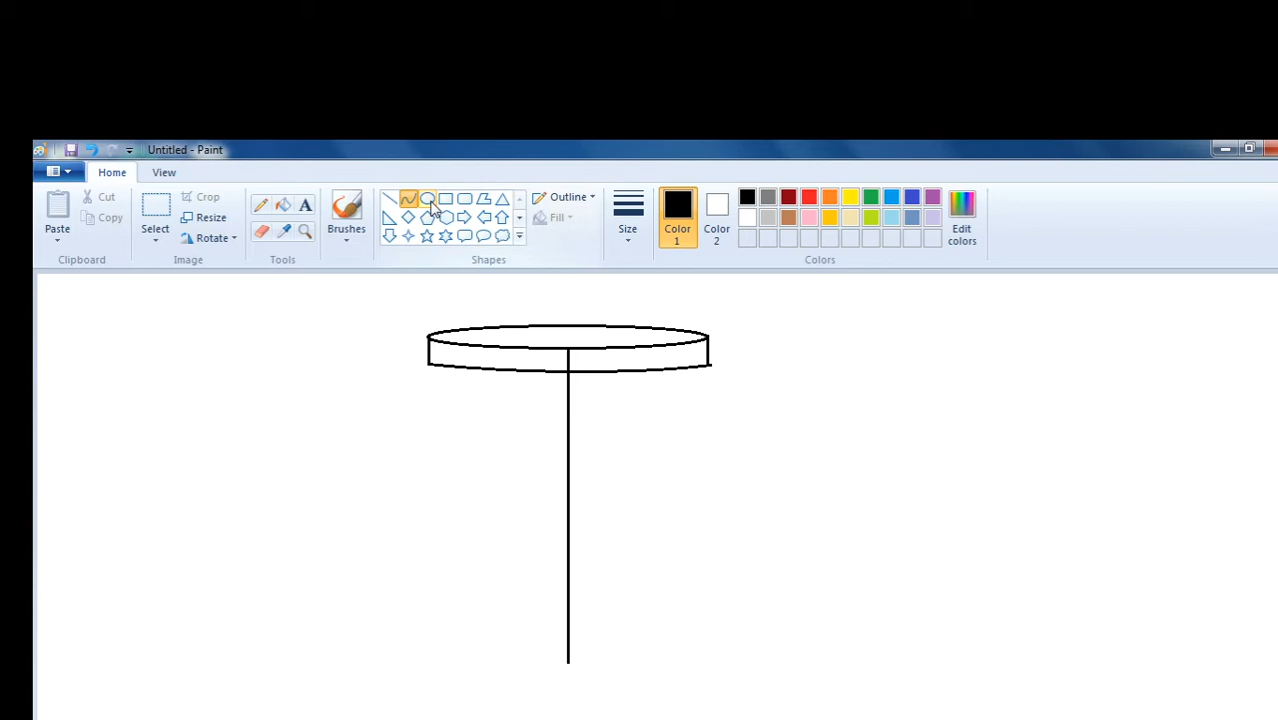 Untitled - Paint
Home View
Cut
Copy
Paste
Clipboard
Select
Crop
Resize
Rotate
Image
A
Tools
Brushes
Outline
Fill
Shapes
Size
Color 1
Color 2
Edit colors
Colors